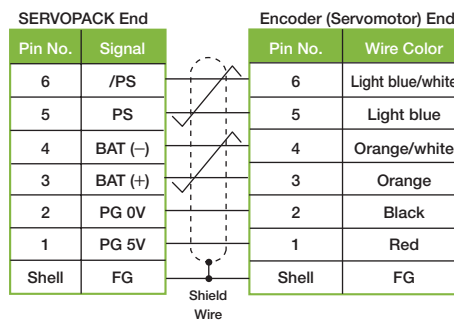 SERVOPACK End Encoder (Servomotor) End
Pin No. Signal Pin No. Wire Color
6 /PS 6 Light blue/white
5 PS 5 Light blue
4 BAT (−) 4 Orange/white
3 BAT (+) 3 Orange
2 PG 0V 2 Black
1 PG 5V 1 Red
Shell FG Shell FG
Shield
Wire